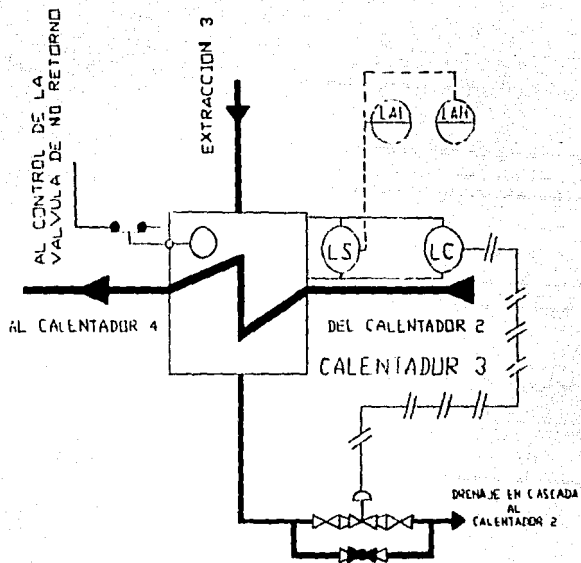 AL CONTROL DE LA
VALVULA DE NO RETORNO
EXTRACCION 3
LAL
LAH
LS
LC
AL CALENTADOR 4
DEL CALENTADOR 2
CALENTADOR 3
DRENAJE EN CASCADA
AL
CALENTADOR 2